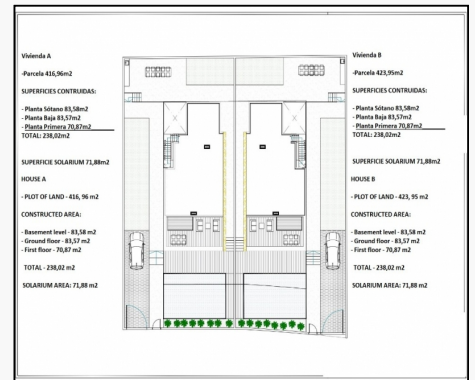 Vivienda A
-Parcela 416,96m2
SUPERFICIES CONTRUIDAS:
- Planta Sótano 83,58m2
- Planta Baja 83,57m2
- Planta Primera 70,87m2
TOTAL: 238,02m2
SUPERFICIE SOLARIUM 71,88m2
HOUSE A
- PLOT OF LAND - 416, 96 m2
CONSTRUCTED AREA:
- Basement level - 83,58 m2
- Ground floor - 83,57 m2
- First floor - 70,87 m2
TOTAL - 238,02 m2
SOLARIUM AREA: 71,88 m2
Vivienda B
-Parcela 423,95m2
SUPERFICIES CONTRUIDAS:
- Planta Sótano 83,58m2
- Planta Baja 83,57m2
- Planta Primera 70,87m2
TOTAL: 238,02m2
SUPERFICIE SOLARIUM 71,88m2
HOUSE B
- PLOT OF LAND - 423, 95 m2
CONSTRUCTED AREA:
- Basement level - 83,58 m2
- Ground floor - 83,57 m2
- First floor - 70,87 m2
TOTAL - 238,02 m2
SOLARIUM AREA: 71,88 m2